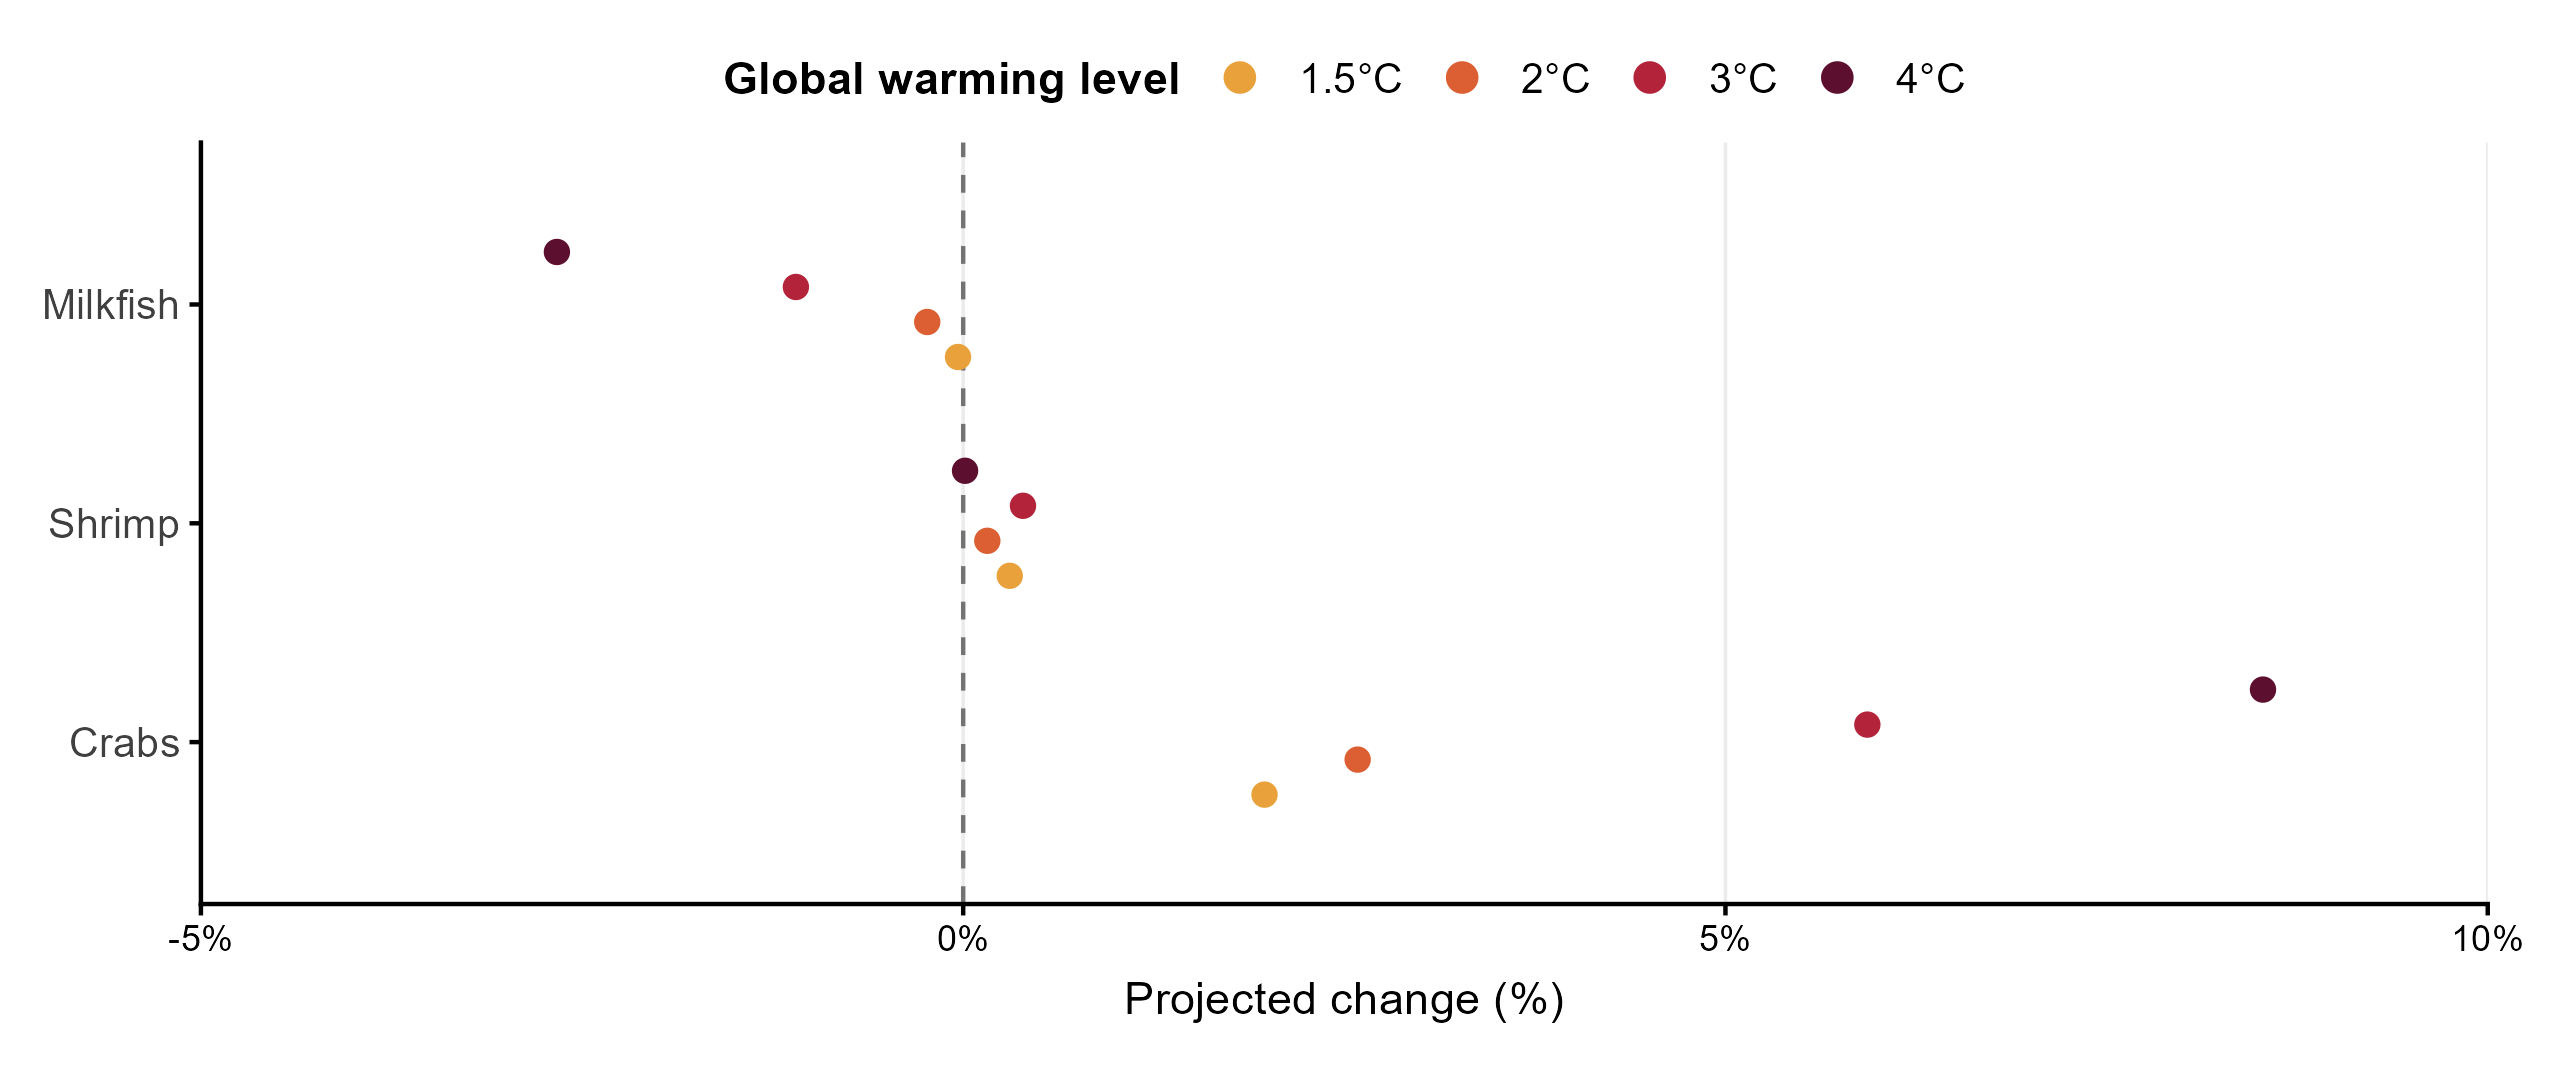 Global warming level 1.5°C 2°C 3°C 4°C
Milkfish
Shrimp
Crabs
-5% 0% 5% 10%
Projected change (%)